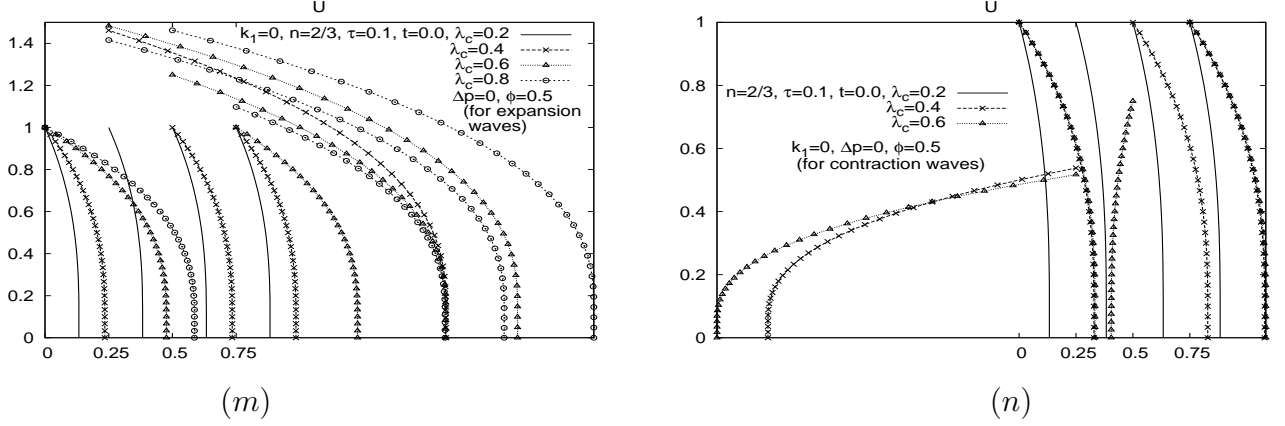 U
1.4
1.2
1
0.8
0.6
0.4
0.2
0
k₁=0, n=2/3, τ=0.1, t=0.0, λc=0.2
λc=0.4
λc=0.6
λc=0.8
Δp=0, ϕ=0.5
(for expansion
waves)
0 0.25 0.5 0.75
(m)
U
1
0.8
0.6
0.4
0.2
0
n=2/3, τ=0.1, t=0.0, λc=0.2
λc=0.4
λc=0.6
k₁=0, Δp=0, ϕ=0.5
(for contraction waves)
0 0.25 0.5 0.75
(n)